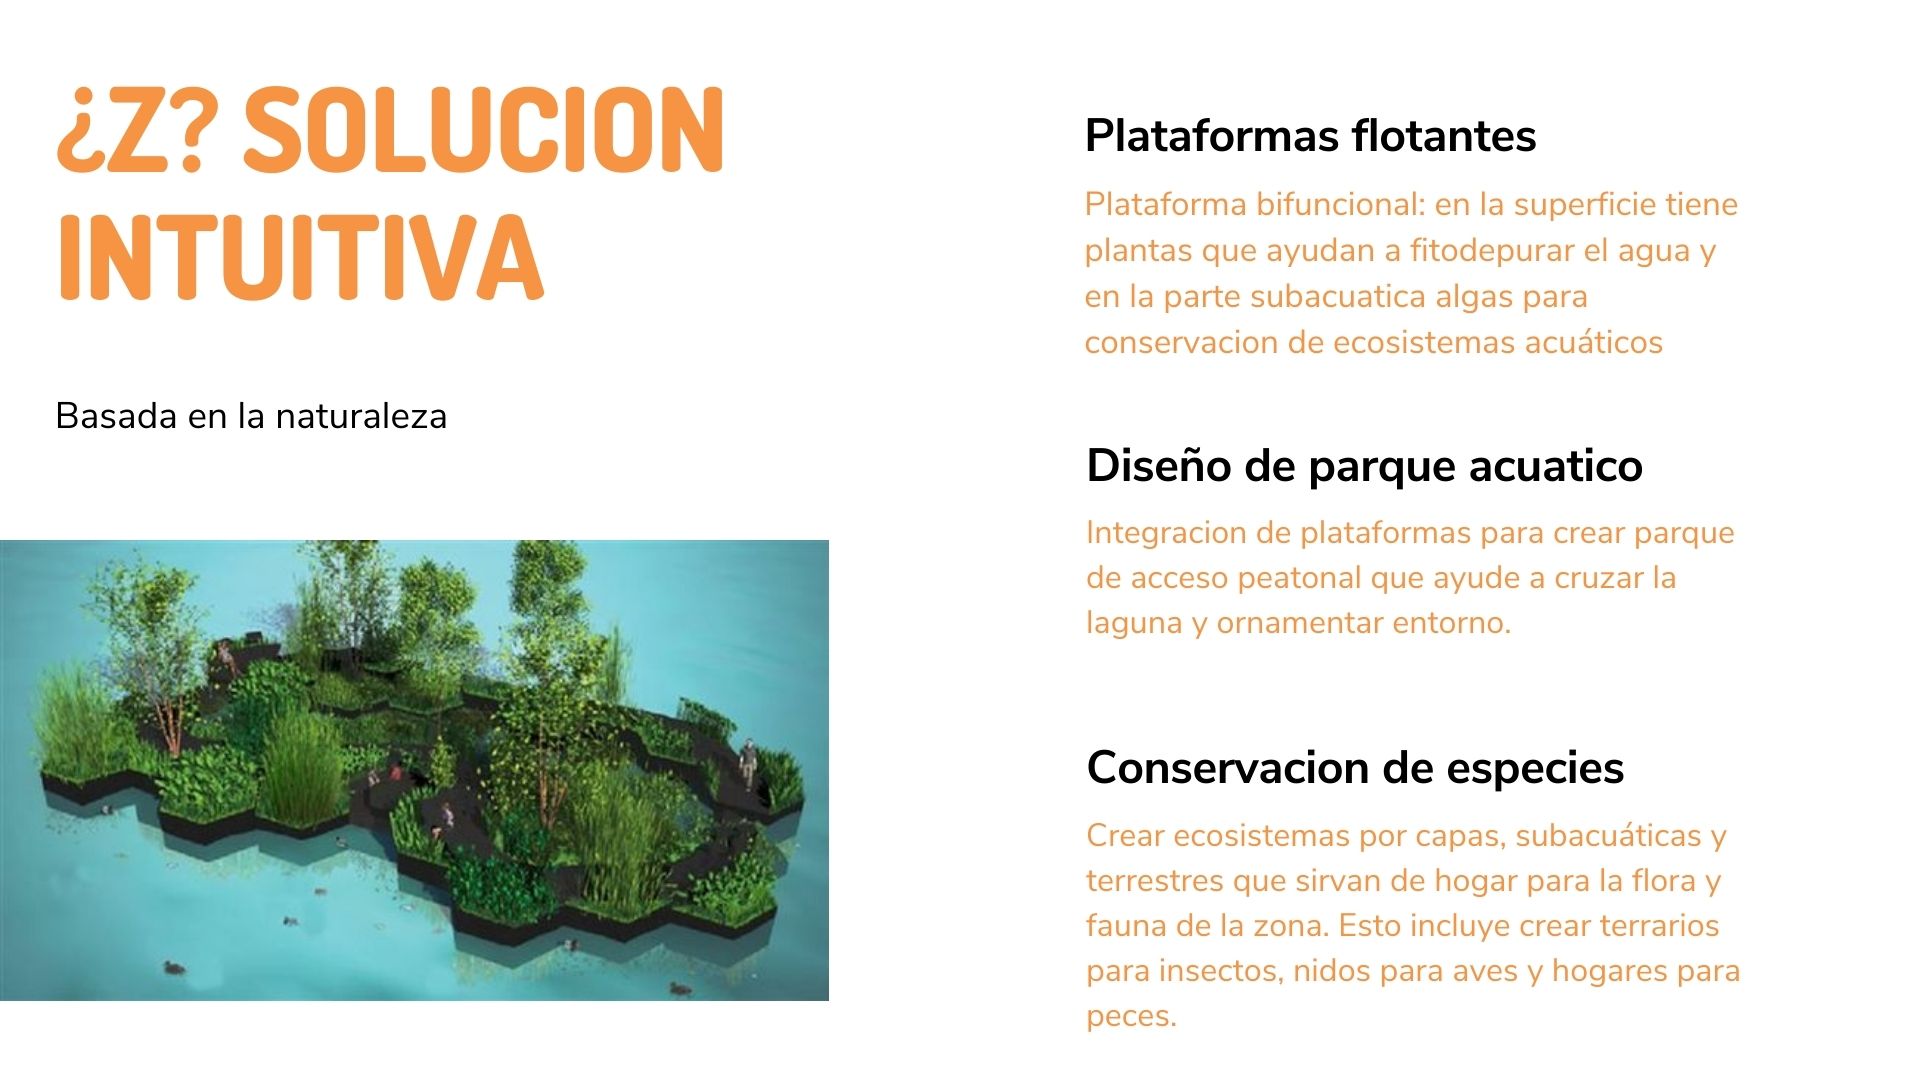 ¿Z? SOLUCION
INTUITIVA
Basada en la naturaleza
Plataformas flotantes
Plataforma bifuncional: en la superficie tiene
plantas que ayudan a fitodepurar el agua y
en la parte subacuatica algas para
conservacion de ecosistemas acuáticos
Diseño de parque acuatico
Integracion de plataformas para crear parque
de acceso peatonal que ayude a cruzar la
laguna y ornamentar entorno.
Conservacion de especies
Crear ecosistemas por capas, subacuáticas y
terrestres que sirvan de hogar para la flora y
fauna de la zona. Esto incluye crear terrarios
para insectos, nidos para aves y hogares para
peces.